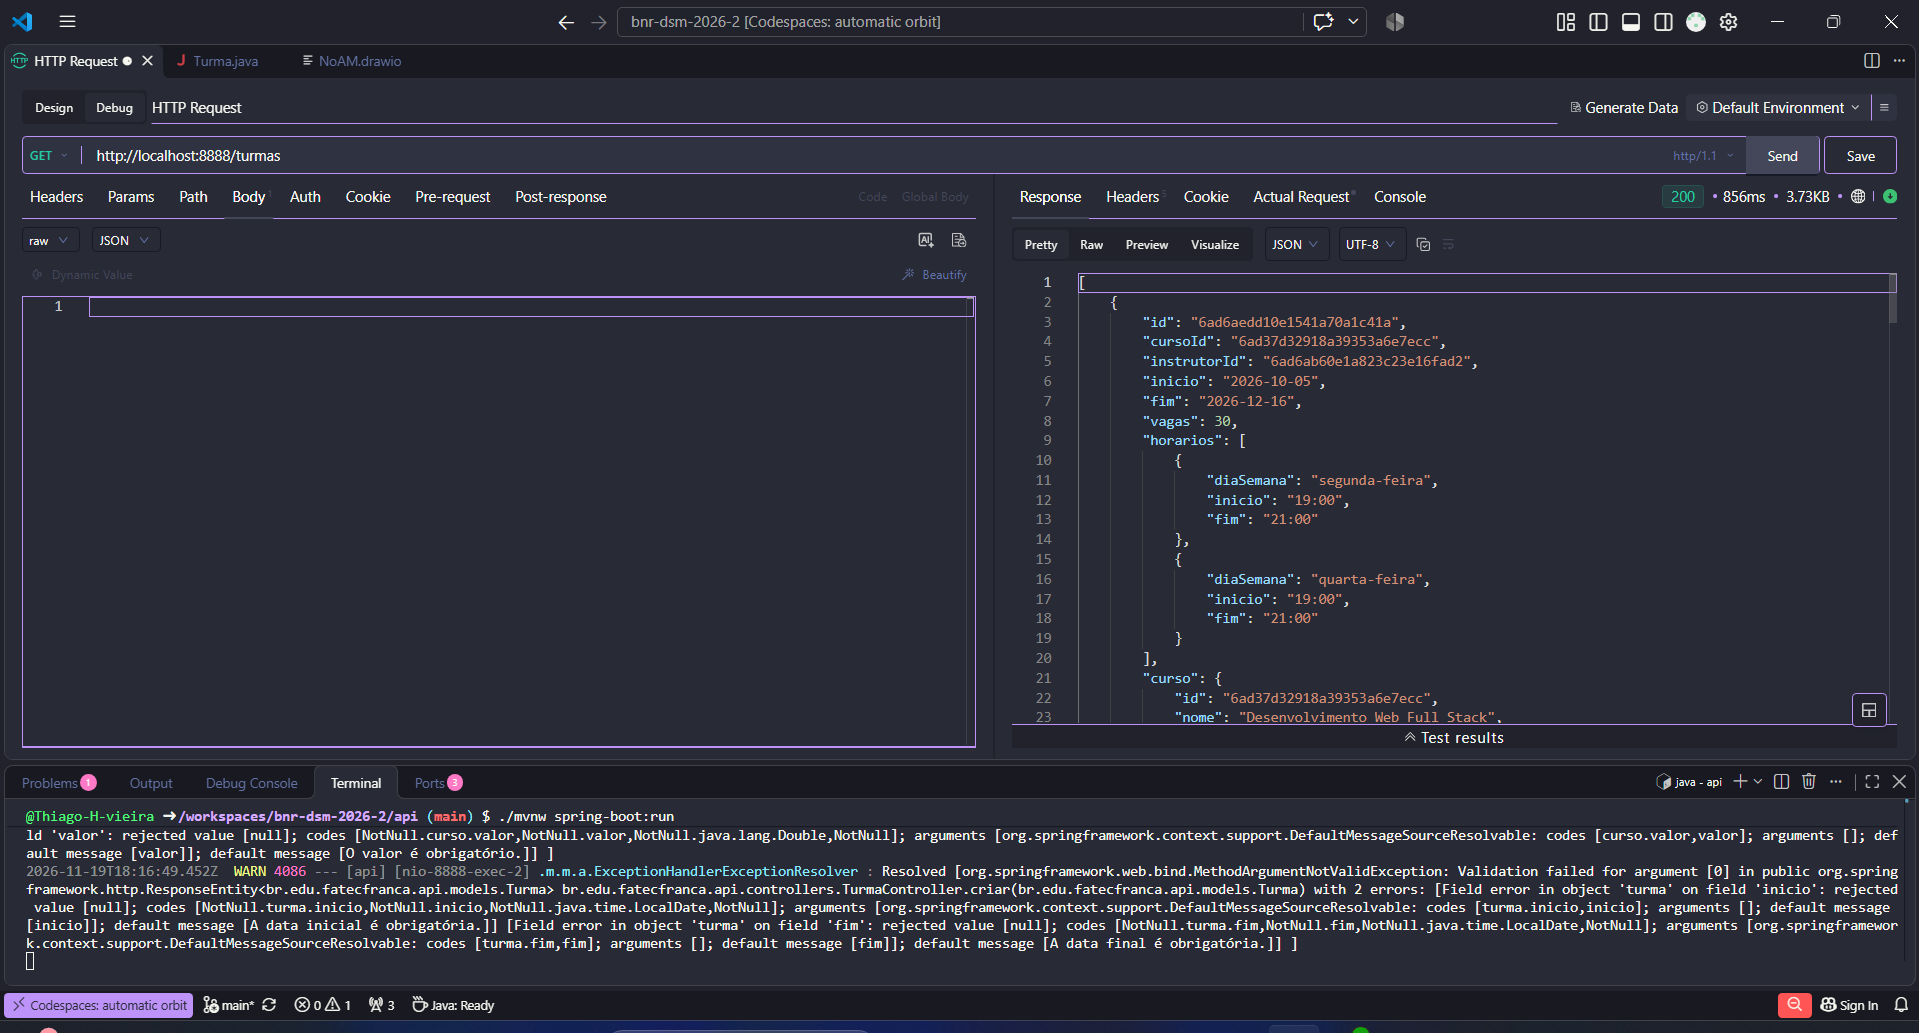 bnr-dsm-2026-2 [Codespaces: automatic orbit]
HTTP Request
Turma.java
NoAM.drawio
Design
Debug
HTTP Request
Generate Data
Default Environment
GET
http://localhost:8888/turmas
http/1.1
Send
Save
Headers
Params
Path
Body 1
Auth
Cookie
Pre-request
Post-response
Code
Global Body
raw
JSON
Dynamic Value
Beautify
1
Response
Headers 5
Cookie
Actual Request
Console
200
856ms
3.73KB
Pretty
Raw
Preview
Visualize
JSON
UTF-8
1 [
2 {
3 "id": "6ad6aedd10e1541a70a1c41a",
4 "cursoId": "6ad37d32918a39353a6e7ecc",
5 "instrutorId": "6ad6ab60e1a823c23e16fad2",
6 "inicio": "2026-10-05",
7 "fim": "2026-12-16",
8 "vagas": 30,
9 "horarios": [
10 {
11 "diaSemana": "segunda-feira",
12 "inicio": "19:00",
13 "fim": "21:00"
14 },
15 {
16 "diaSemana": "quarta-feira",
17 "inicio": "19:00",
18 "fim": "21:00"
19 }
20 ],
21 "curso": {
22 "id": "6ad37d32918a39353a6e7ecc",
23 "nome": "Desenvolvimento Web Full Stack",
Test results
Problems 1
Output
Debug Console
Terminal
Ports 3
java - api
@Thiago-H-vieira ➜/workspaces/bnr-dsm-2026-2/api (main) $ ./mvnw spring-boot:run
ld 'valor': rejected value [null]; codes [NotNull.curso.valor,NotNull.valor,NotNull.java.lang.Double,NotNull]; arguments [org.springframework.context.support.DefaultMessageSourceResolvable: codes [curso.valor,valor]; arguments []; def
ault message [valor]]; default message [O valor é obrigatório.]] ]
2026-11-19T18:16:49.452Z  WARN 4086 --- [api] [nio-8888-exec-2] .m.m.a.ExceptionHandlerExceptionResolver : Resolved [org.springframework.web.bind.MethodArgumentNotValidException: Validation failed for argument [0] in public org.spring
framework.http.ResponseEntity<br.edu.fatecfranca.api.models.Turma> br.edu.fatecfranca.api.controllers.TurmaController.criar(br.edu.fatecfranca.api.models.Turma) with 2 errors: [Field error in object 'turma' on field 'inicio': rejected
value [null]; codes [NotNull.turma.inicio,NotNull.inicio,NotNull.java.time.LocalDate,NotNull]; arguments [org.springframework.context.support.DefaultMessageSourceResolvable: codes [turma.inicio,inicio]; arguments []; default message
[inicio]]; default message [A data inicial é obrigatória.]] [Field error in object 'turma' on field 'fim': rejected value [null]; codes [NotNull.turma.fim,NotNull.fim,NotNull.java.time.LocalDate,NotNull]; arguments [org.springframewor
k.context.support.DefaultMessageSourceResolvable: codes [turma.fim,fim]; arguments []; default message [fim]]; default message [A data final é obrigatória.]] ]
Codespaces: automatic orbit
main*
0
1
3
Java: Ready
Sign In